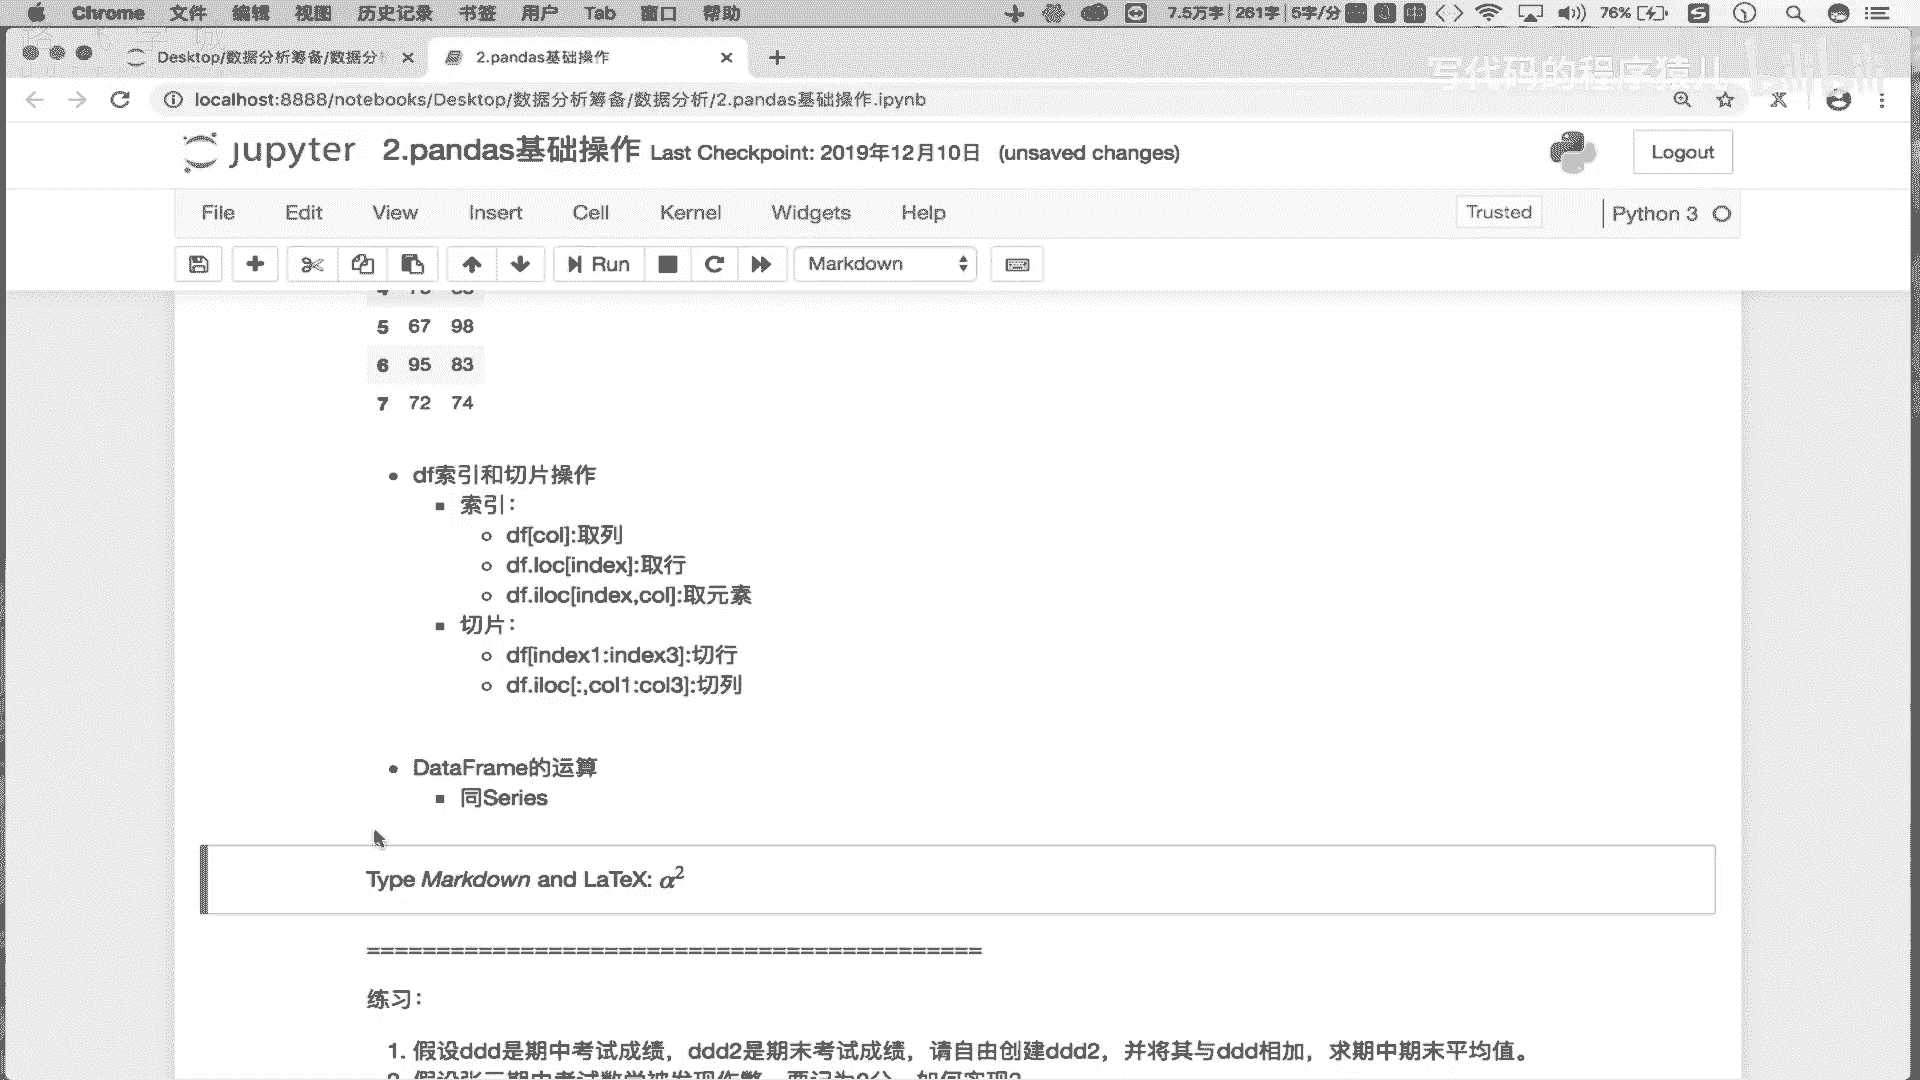 Chrome 文件 编辑 视图 历史记录 书签 用户 Tab 窗口 帮助 7.5万字 261字 5字/分 76%
Desktop/数据分析筹备/数据分 2.pandas基础操作
写代码的程序猿儿 bilibili
localhost:8888/notebooks/Desktop/数据分析筹备/数据分析/2.pandas基础操作.ipynb
jupyter 2.pandas基础操作 Last Checkpoint: 2019年12月10日 (unsaved changes) Logout
File Edit View Insert Cell Kernel Widgets Help Trusted Python 3
Run Markdown
5 67 98
6 95 83
7 72 74
df索引和切片操作
索引：
df[col]:取列
df.loc[index]:取行
df.iloc[index,col]:取元素
切片：
df[index1:index3]:切行
df.iloc[:,col1:col3]:切列
DataFrame的运算
同Series
Type Markdown and LaTeX: α²
============================================
练习：
1. 假设ddd是期中考试成绩，ddd2是期末考试成绩，请自由创建ddd2，并将其与ddd相加，求期中期末平均值。